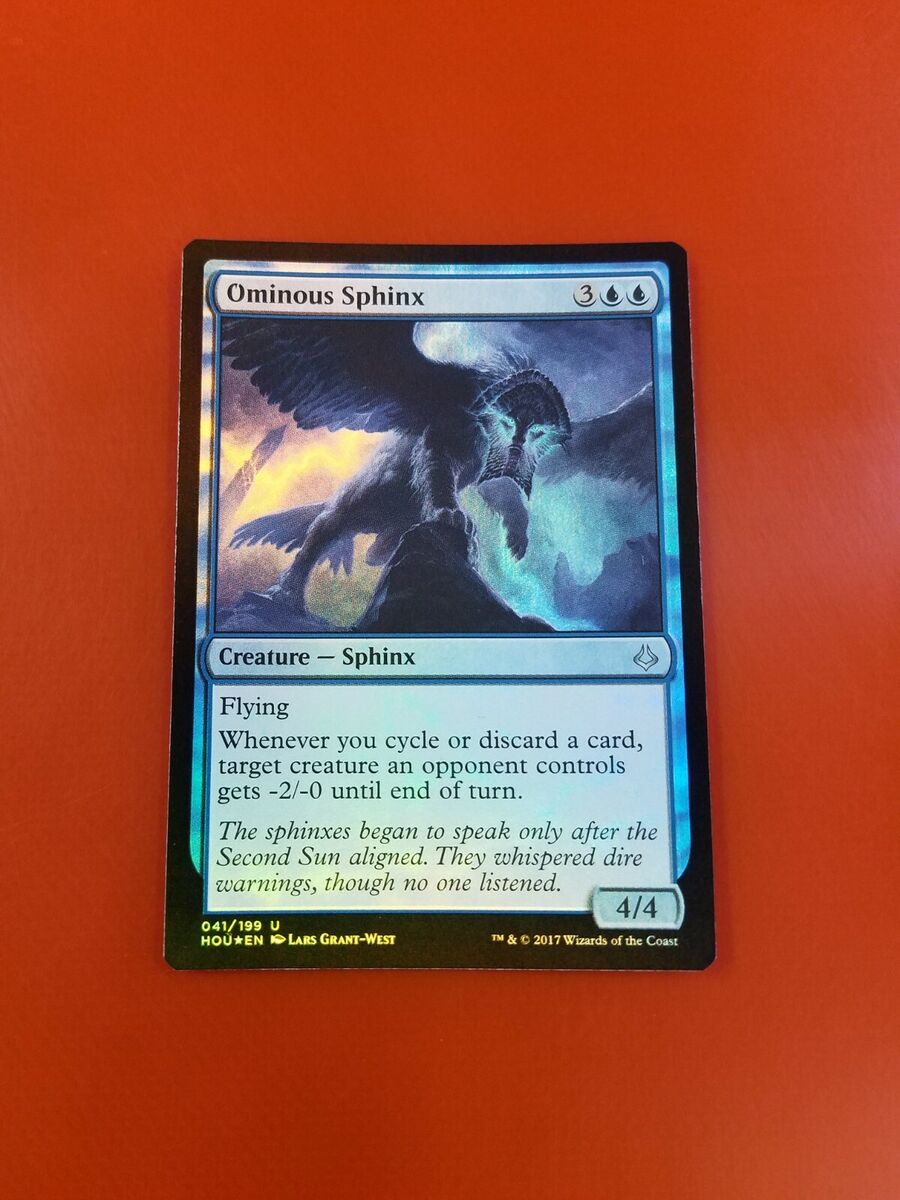 Ominous Sphinx 3
Creature — Sphinx
Flying
Whenever you cycle or discard a card,
target creature an opponent controls
gets -2/-0 until end of turn.
The sphinxes began to speak only after the
Second Sun aligned. They whispered dire
warnings, though no one listened.
4/4
041/199 U
HOU★EN Lars Grant-West
™ & © 2017 Wizards of the Coast